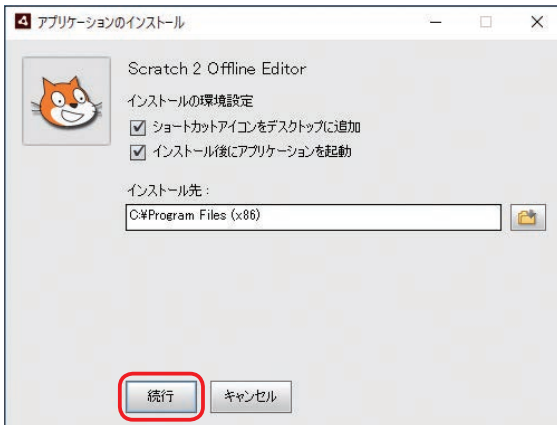 アプリケーションのインストール
Scratch 2 Offline Editor
インストールの環境設定
ショートカットアイコンをデスクトップに追加
インストール後にアプリケーションを起動
インストール先:
C:¥Program Files (x86)
続行
キャンセル